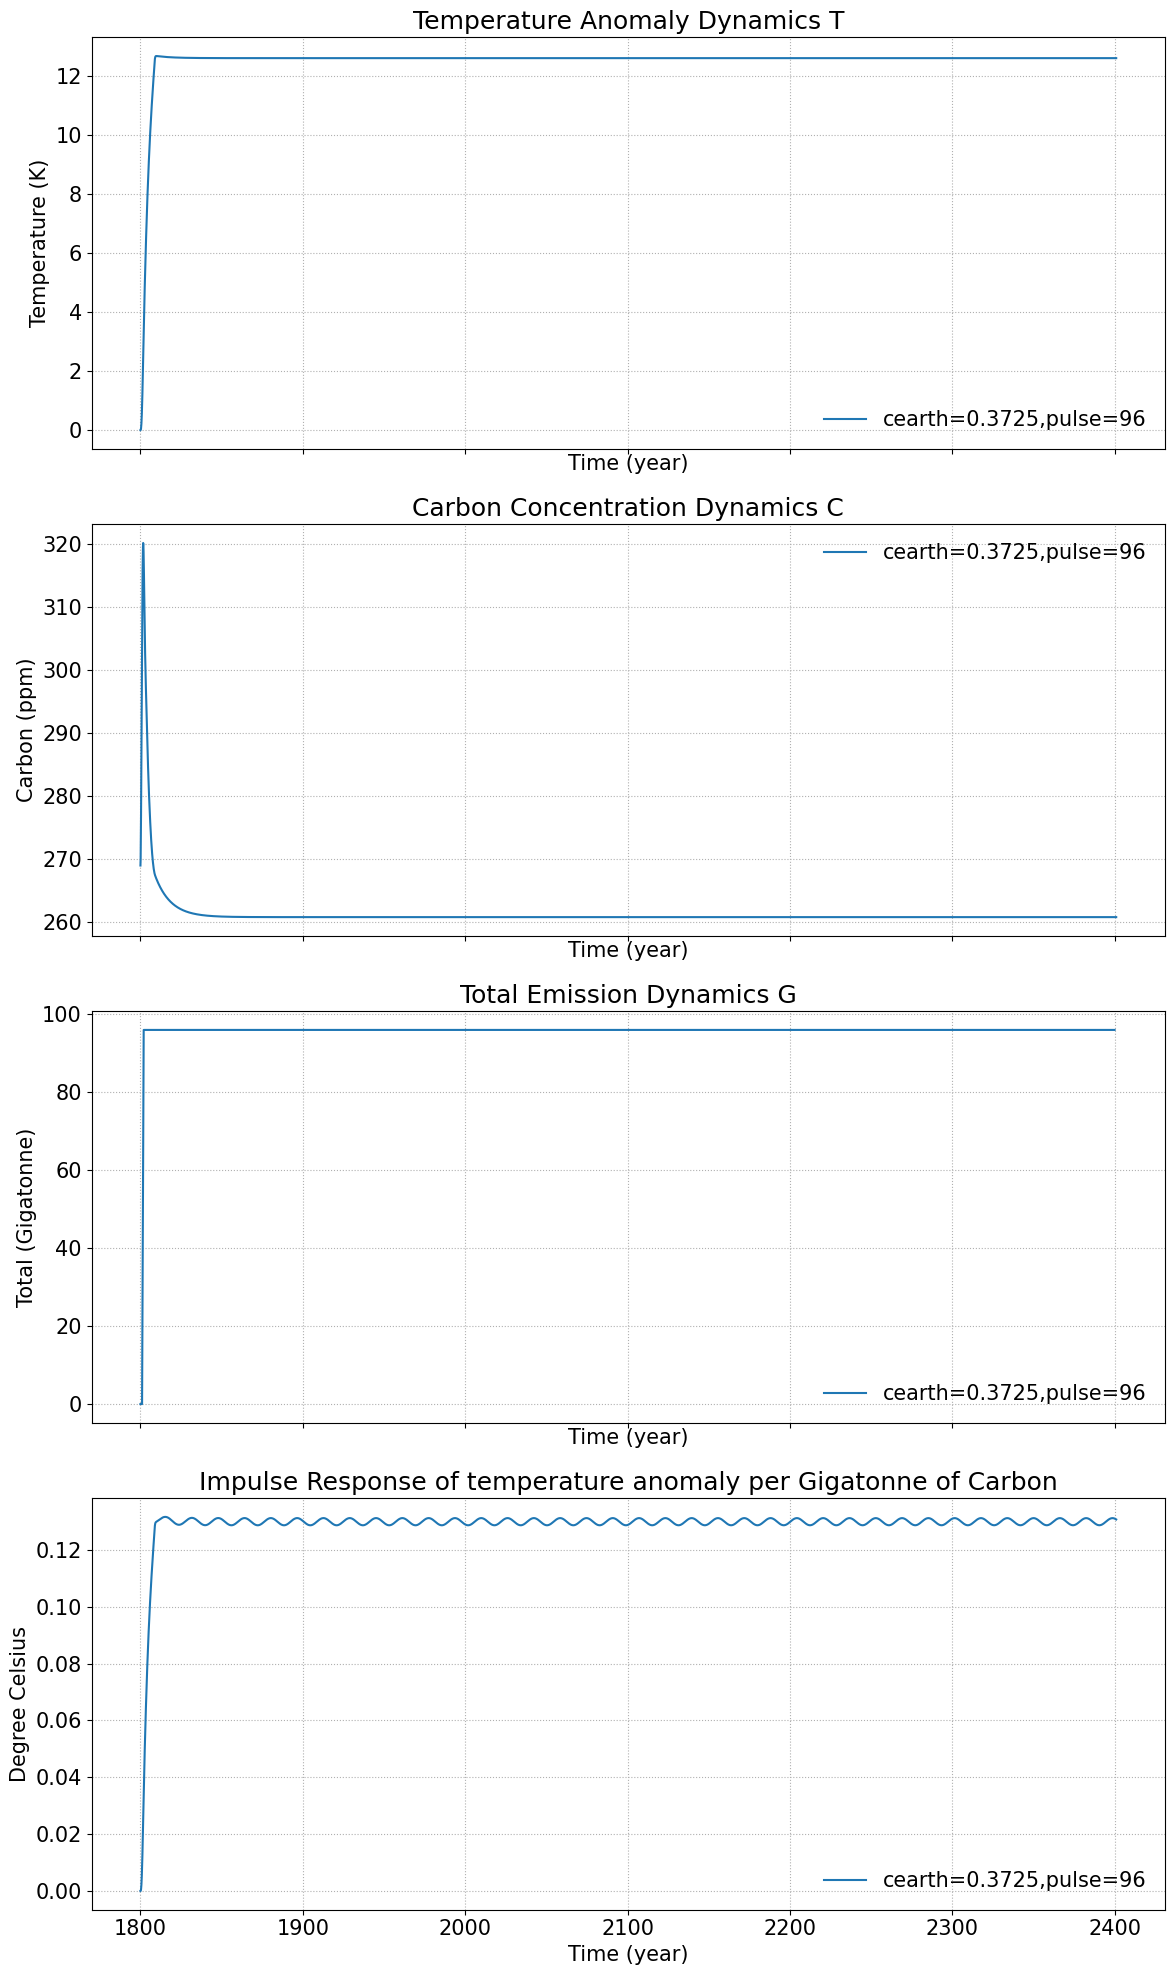 Temperature Anomaly Dynamics T
12
10
8
6
4
2
0
Temperature (K)
cearth=0.3725,pulse=96
Time (year)
Carbon Concentration Dynamics C
320
310
300
290
280
270
260
Carbon (ppm)
cearth=0.3725,pulse=96
Time (year)
Total Emission Dynamics G
100
80
60
40
20
0
Total (Gigatonne)
cearth=0.3725,pulse=96
Time (year)
Impulse Response of temperature anomaly per Gigatonne of Carbon
0.12
0.10
0.08
0.06
0.04
0.02
0.00
Degree Celsius
cearth=0.3725,pulse=96
1800 1900 2000 2100 2200 2300 2400
Time (year)